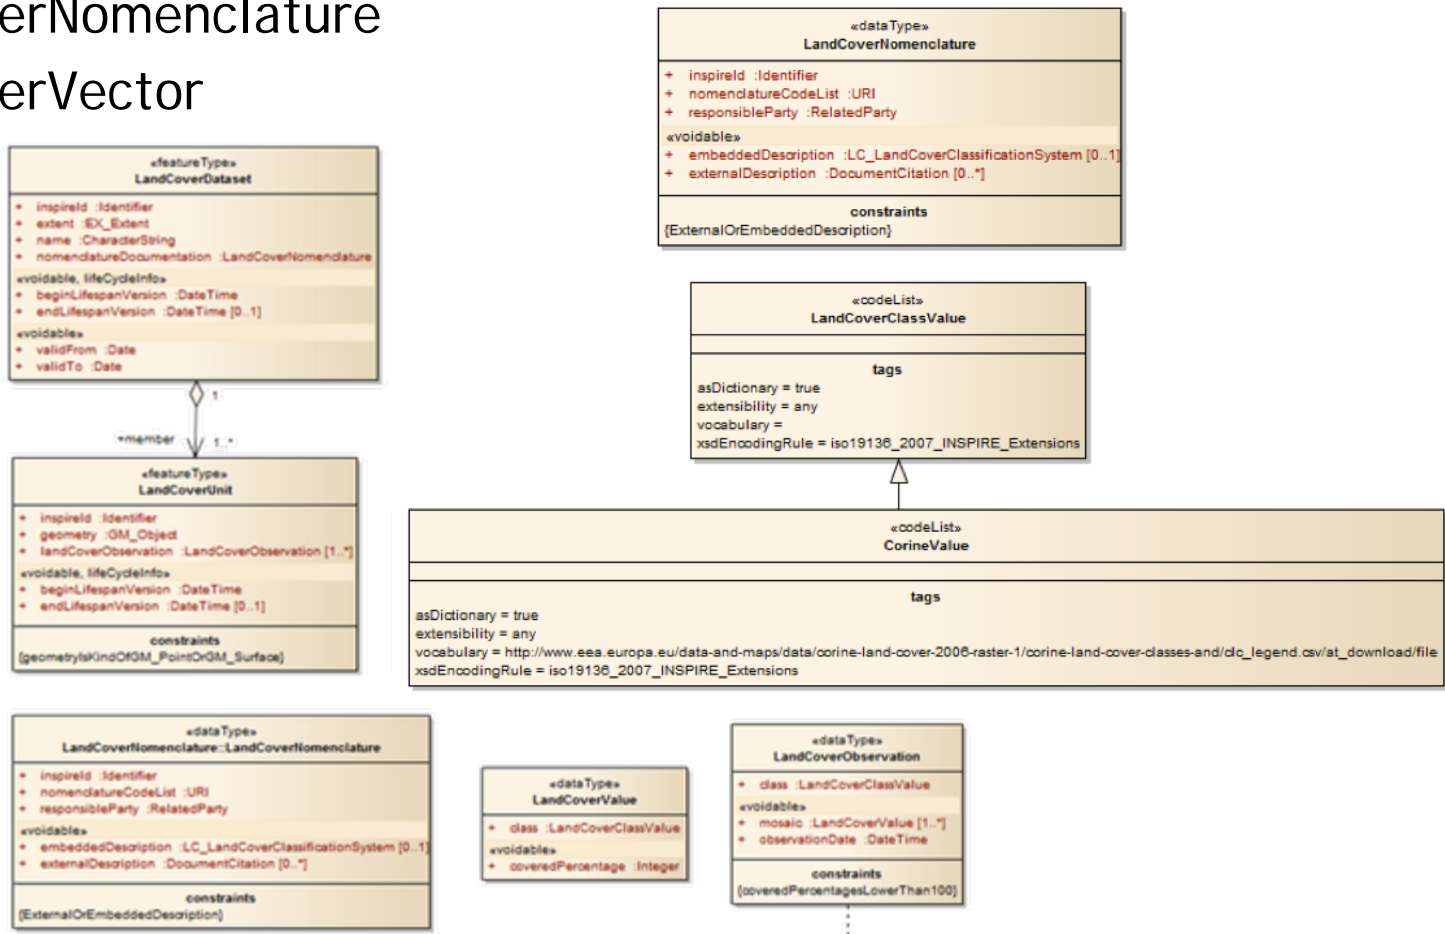 erNomenclature
erVector
«dataType»
LandCoverNomenclature
+ inspireId :Identifier
+ nomenclatureCodeList :URI
+ responsibleParty :RelatedParty
«voidable»
+ embeddedDescription :LC_LandCoverClassificationSystem [0..1]
+ externalDescription :DocumentCitation [0..*]
constraints
{ExternalOrEmbeddedDescription}
«featureType»
LandCoverDataset
+ inspireId :Identifier
+ extent :EX_Extent
+ name :CharacterString
+ nomenclatureDocumentation :LandCoverNomenclature
«voidable, lifeCycleInfo»
+ beginLifespanVersion :DateTime
+ endLifespanVersion :DateTime [0..1]
«voidable»
+ validFrom :Date
+ validTo :Date
1
+member
1..*
«codeList»
LandCoverClassValue
tags
asDictionary = true
extensibility = any
vocabulary =
xsdEncodingRule = iso19136_2007_INSPIRE_Extensions
«featureType»
LandCoverUnit
+ inspireId :Identifier
+ geometry :GM_Object
+ landCoverObservation :LandCoverObservation [1..*]
«voidable, lifeCycleInfo»
+ beginLifespanVersion :DateTime
+ endLifespanVersion :DateTime [0..1]
constraints
{geometryIsKindOfGM_PointOrGM_Surface}
«codeList»
CorineValue
tags
asDictionary = true
extensibility = any
vocabulary = http://www.eea.europa.eu/data-and-maps/data/corine-land-cover-2006-raster-1/corine-land-cover-classes-and/clc_legend.csv/at_download/file
xsdEncodingRule = iso19136_2007_INSPIRE_Extensions
«dataType»
LandCoverNomenclature::LandCoverNomenclature
+ inspireId :Identifier
+ nomenclatureCodeList :URI
+ responsibleParty :RelatedParty
«voidable»
+ embeddedDescription :LC_LandCoverClassificationSystem [0..1]
+ externalDescription :DocumentCitation [0..*]
constraints
{ExternalOrEmbeddedDescription}
«dataType»
LandCoverValue
+ class :LandCoverClassValue
«voidable»
+ coveredPercentage :Integer
«dataType»
LandCoverObservation
+ class :LandCoverClassValue
«voidable»
+ mosaic :LandCoverValue [1..*]
+ observationDate :DateTime
constraints
{coveredPercentagesLowerThan100}